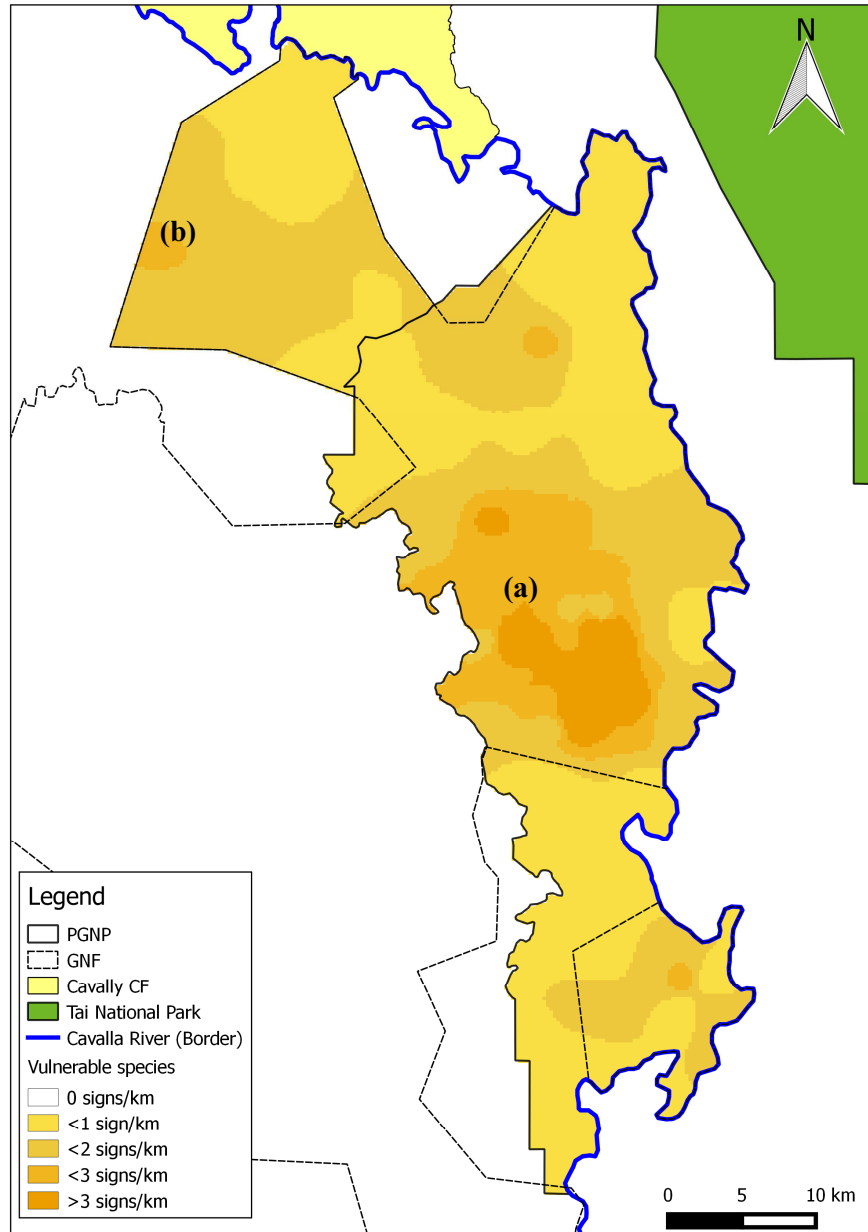 N
(b)
(a)
Legend
PGNP
GNF
Cavally CF
Tai National Park
Cavalla River (Border)
Vulnerable species
0 signs/km
<1 sign/km
<2 signs/km
<3 signs/km
>3 signs/km
0 5 10 km